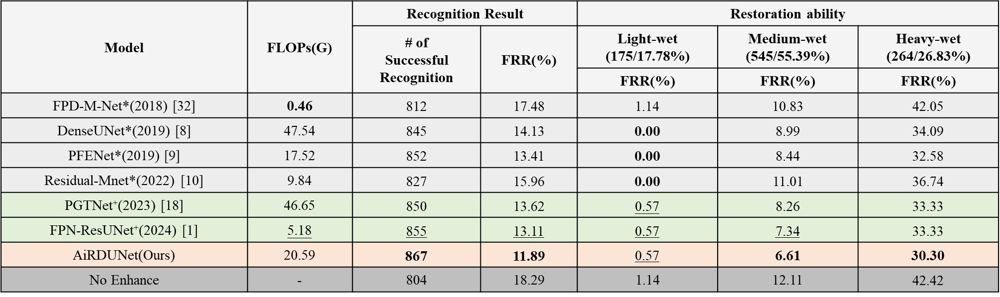 Model FLOPs(G) Recognition Result Restoration ability
# of Successful Recognition FRR(%) Light-wet (175/17.78%) Medium-wet (545/55.39%) Heavy-wet (264/26.83%)
FRR(%) FRR(%) FRR(%)
FPD-M-Net*(2018) [32] 0.46 812 17.48 1.14 10.83 42.05
DenseUNet*(2019) [8] 47.54 845 14.13 0.00 8.99 34.09
PFENet*(2019) [9] 17.52 852 13.41 0.00 8.44 32.58
Residual-Mnet*(2022) [10] 9.84 827 15.96 0.00 11.01 36.74
PGTNet+(2023) [18] 46.65 850 13.62 0.57 8.26 33.33
FPN-ResUNet+(2024) [1] 5.18 855 13.11 0.57 7.34 33.33
AiRDUNet(Ours) 20.59 867 11.89 0.57 6.61 30.30
No Enhance - 804 18.29 1.14 12.11 42.42